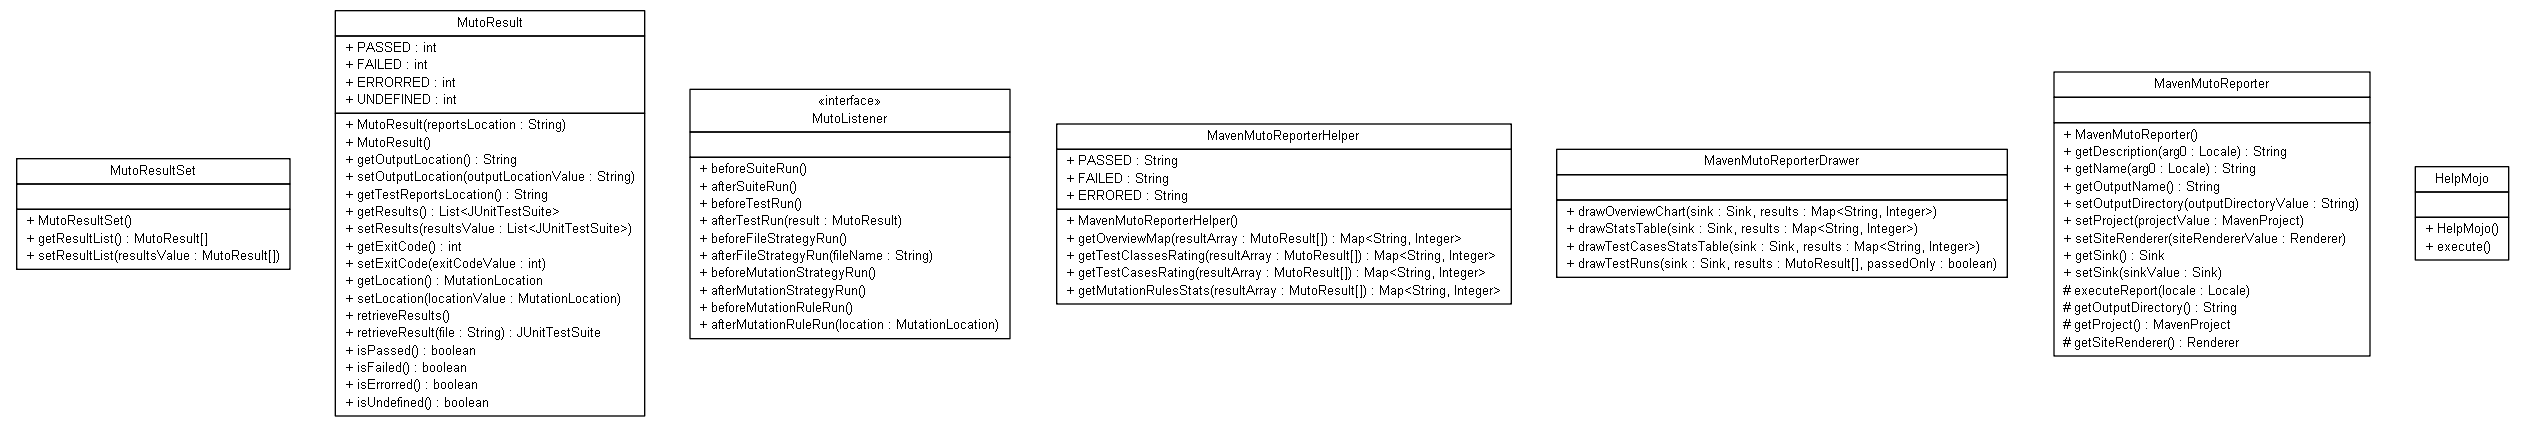 MutoResultSet
+ MutoResultSet()
+ getResultList() : MutoResult[]
+ setResultList(resultsValue : MutoResult[])
MutoResult
+ PASSED : int
+ FAILED : int
+ ERRORRED : int
+ UNDEFINED : int
+ MutoResult(reportsLocation : String)
+ MutoResult()
+ getOutputLocation() : String
+ setOutputLocation(outputLocationValue : String)
+ getTestReportsLocation() : String
+ getResults() : List<JUnitTestSuite>
+ setResults(resultsValue : List<JUnitTestSuite>)
+ getExitCode() : int
+ setExitCode(exitCodeValue : int)
+ getLocation() : MutationLocation
+ setLocation(locationValue : MutationLocation)
+ retrieveResults()
+ retrieveResult(file : String) : JUnitTestSuite
+ isPassed() : boolean
+ isFailed() : boolean
+ isErrorred() : boolean
+ isUndefined() : boolean
«interface»
MutoListener
+ beforeSuiteRun()
+ afterSuiteRun()
+ beforeTestRun()
+ afterTestRun(result : MutoResult)
+ beforeFileStrategyRun()
+ afterFileStrategyRun(fileName : String)
+ beforeMutationStrategyRun()
+ afterMutationStrategyRun()
+ beforeMutationRuleRun()
+ afterMutationRuleRun(location : MutationLocation)
MavenMutoReporterHelper
+ PASSED : String
+ FAILED : String
+ ERRORED : String
+ MavenMutoReporterHelper()
+ getOverviewMap(resultArray : MutoResult[]) : Map<String, Integer>
+ getTestClassesRating(resultArray : MutoResult[]) : Map<String, Integer>
+ getTestCasesRating(resultArray : MutoResult[]) : Map<String, Integer>
+ getMutationRulesStats(resultArray : MutoResult[]) : Map<String, Integer>
MavenMutoReporterDrawer
+ drawOverviewChart(sink : Sink, results : Map<String, Integer>)
+ drawStatsTable(sink : Sink, results : Map<String, Integer>)
+ drawTestCasesStatsTable(sink : Sink, results : Map<String, Integer>)
+ drawTestRuns(sink : Sink, results : MutoResult[], passedOnly : boolean)
MavenMutoReporter
+ MavenMutoReporter()
+ getDescription(arg0 : Locale) : String
+ getName(arg0 : Locale) : String
+ getOutputName() : String
+ setOutputDirectory(outputDirectoryValue : String)
+ setProject(projectValue : MavenProject)
+ setSiteRenderer(siteRendererValue : Renderer)
+ getSink() : Sink
+ setSink(sinkValue : Sink)
# executeReport(locale : Locale)
# getOutputDirectory() : String
# getProject() : MavenProject
# getSiteRenderer() : Renderer
HelpMojo
+ HelpMojo()
+ execute()